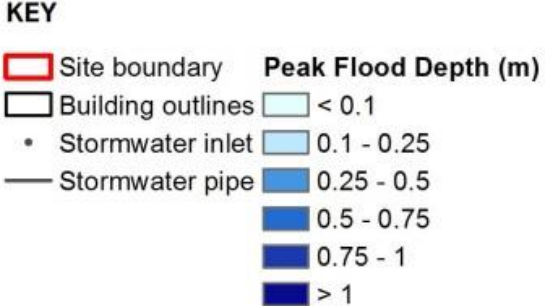 KEY
Site boundary
Building outlines
Stormwater inlet
Stormwater pipe
Peak Flood Depth (m)
< 0.1
0.1 - 0.25
0.25 - 0.5
0.5 - 0.75
0.75 - 1
> 1